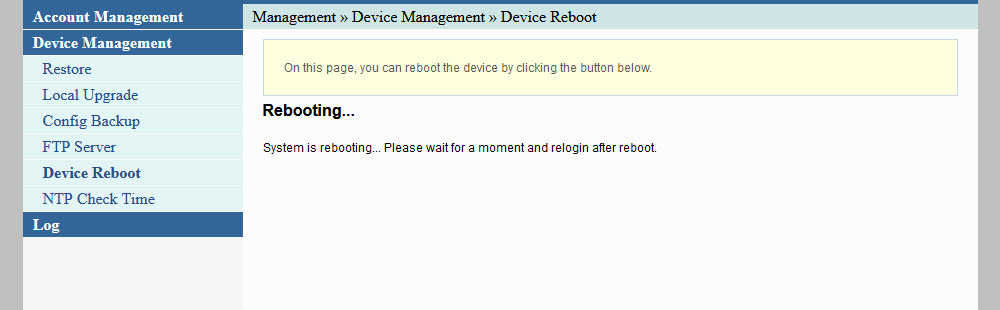 Account Management
Device Management
Restore
Local Upgrade
Config Backup
FTP Server
Device Reboot
NTP Check Time
Log
Management » Device Management » Device Reboot
On this page, you can reboot the device by clicking the button below.
Rebooting...
System is rebooting... Please wait for a moment and relogin after reboot.